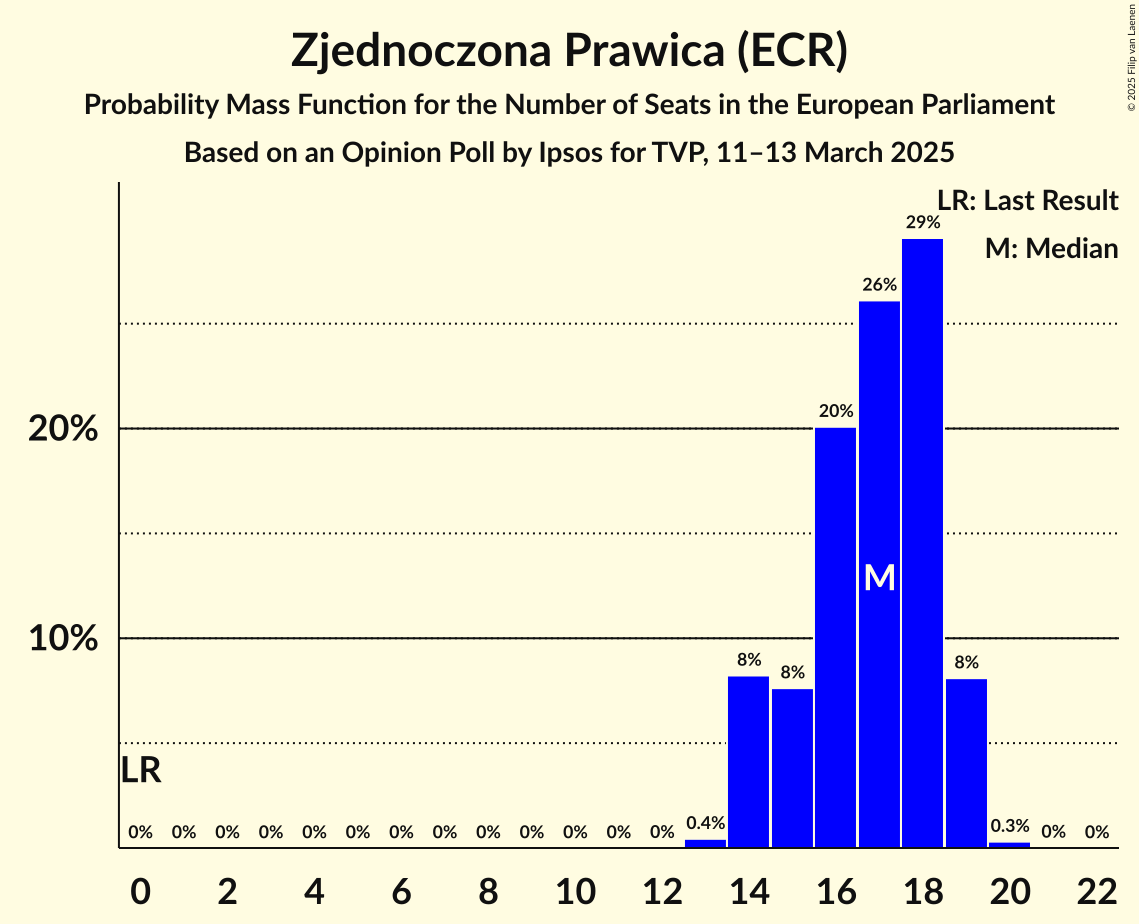 Zjednoczona Prawica (ECR)
Probability Mass Function for the Number of Seats in the European Parliament
Based on an Opinion Poll by Ipsos for TVP, 11–13 March 2025
© 2025 Filip van Laenen
LR: Last Result
M: Median
29%
26%
20%
20%
M
10%
8%
8%
8%
LR
0% 0% 0% 0% 0% 0% 0% 0% 0% 0% 0% 0% 0% 0.4% 0.3% 0% 0%
0 2 4 6 8 10 12 14 16 18 20 22